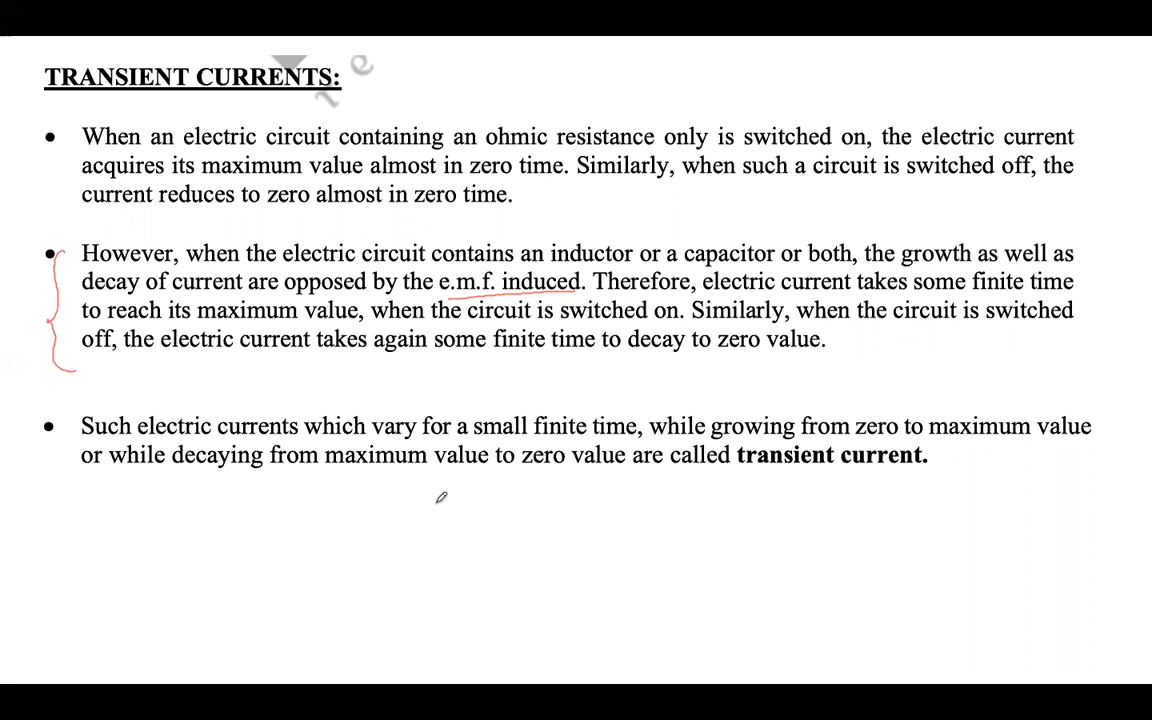 TRANSIENT CURRENTS:
• When an electric circuit containing an ohmic resistance only is switched on, the electric current
acquires its maximum value almost in zero time. Similarly, when such a circuit is switched off, the
current reduces to zero almost in zero time.
• However, when the electric circuit contains an inductor or a capacitor or both, the growth as well as
decay of current are opposed by the e.m.f. induced. Therefore, electric current takes some finite time
to reach its maximum value, when the circuit is switched on. Similarly, when the circuit is switched
off, the electric current takes again some finite time to decay to zero value.
• Such electric currents which vary for a small finite time, while growing from zero to maximum value
or while decaying from maximum value to zero value are called transient current.